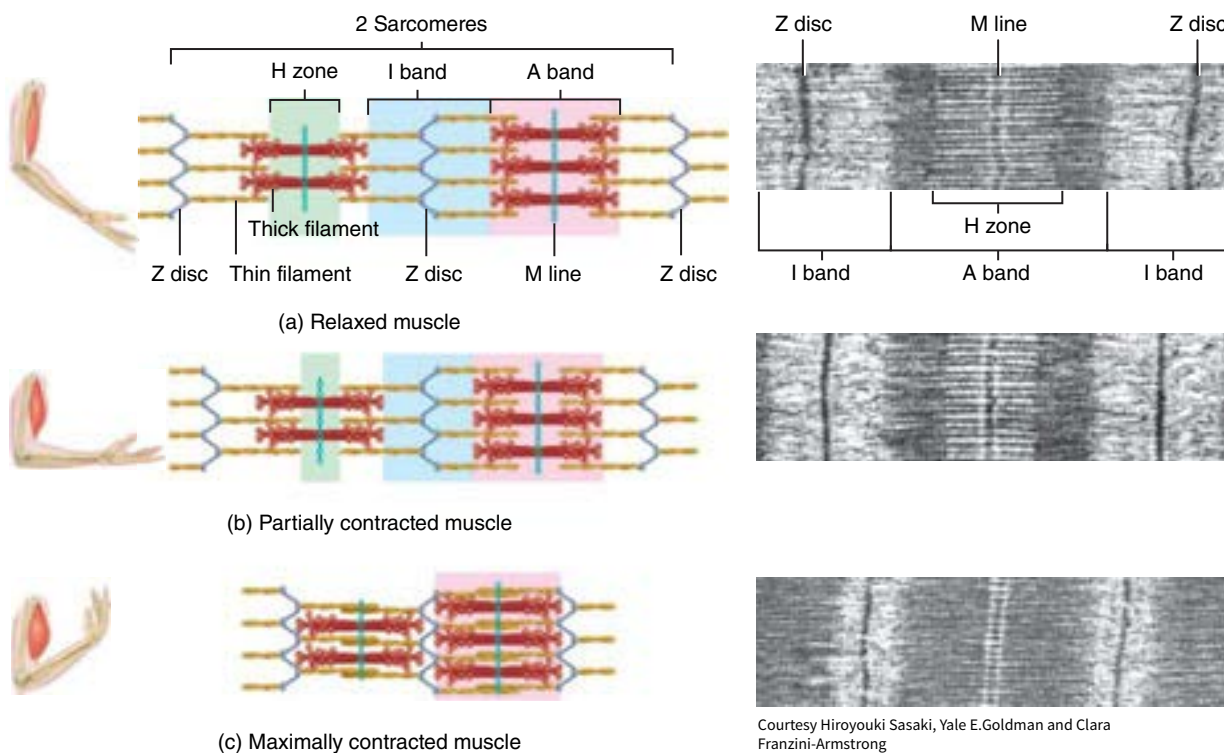 2 Sarcomeres
H zone
I band
A band
Thick filament
Z disc
Thin filament
Z disc
M line
Z disc
(a) Relaxed muscle
Z disc
M line
Z disc
H zone
I band
A band
I band
(b) Partially contracted muscle
(c) Maximally contracted muscle
Courtesy Hiroyouki Sasaki, Yale E.Goldman and Clara
Franzini-Armstrong